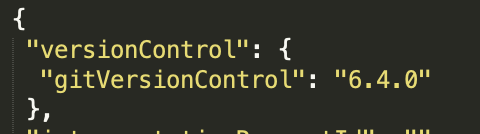 {
"versionControl": {
"gitVersionControl": "6.4.0"
},